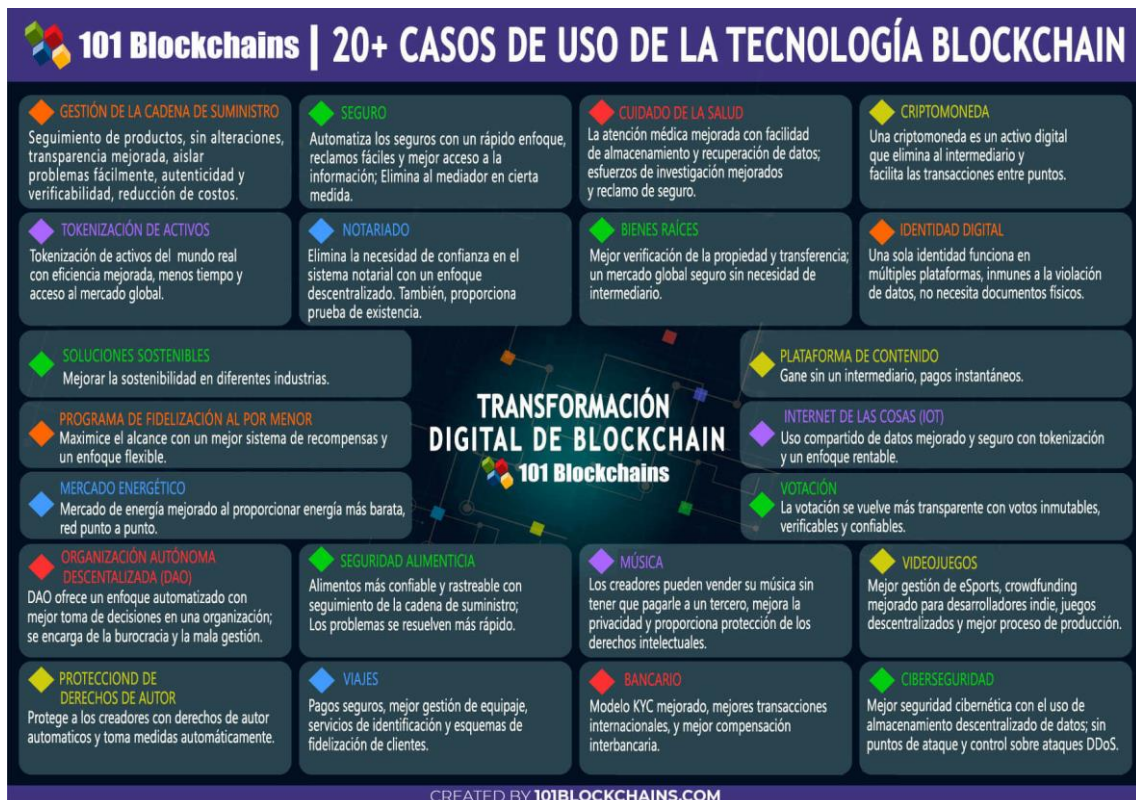 101 Blockchains | 20+ CASOS DE USO DE LA TECNOLOGÍA BLOCKCHAIN
GESTIÓN DE LA CADENA DE SUMINISTRO
Seguimiento de productos, sin alteraciones,
transparencia mejorada, aislar
problemas fácilmente, autenticidad y
verificabilidad, reducción de costos.
SEGURO
Automatiza los seguros con un rápido enfoque,
reclamos fáciles y mejor acceso a la
información; Elimina al mediador en cierta
medida.
CUIDADO DE LA SALUD
La atención médica mejorada con facilidad
de almacenamiento y recuperación de datos;
esfuerzos de investigación mejorados
y reclamo de seguro.
CRIPTOMONEDA
Una criptomoneda es un activo digital
que elimina al intermediario y
facilita las transacciones entre puntos.
TOKENIZACIÓN DE ACTIVOS
Tokenización de activos del mundo real
con eficiencia mejorada, menos tiempo y
acceso al mercado global.
NOTARIADO
Elimina la necesidad de confianza en el
sistema notarial con un enfoque
descentralizado. También, proporciona
prueba de existencia.
BIENES RAÍCES
Mejor verificación de la propiedad y transferencia;
un mercado global seguro sin necesidad de
intermediario.
IDENTIDAD DIGITAL
Una sola identidad funciona en
múltiples plataformas, inmunes a la violación
de datos, no necesita documentos físicos.
SOLUCIONES SOSTENIBLES
Mejorar la sostenibilidad en diferentes industrias.
PROGRAMA DE FIDELIZACIÓN AL POR MENOR
Maximice el alcance con un mejor sistema de recompensas y
un enfoque flexible.
MERCADO ENERGÉTICO
Mercado de energía mejorado al proporcionar energía más barata,
red punto a punto.
TRANSFORMACIÓN
DIGITAL DE BLOCKCHAIN
101 Blockchains
PLATAFORMA DE CONTENIDO
Gane sin un intermediario, pagos instantáneos.
INTERNET DE LAS COSAS (IOT)
Uso compartido de datos mejorado y seguro con tokenización
y un enfoque rentable.
VOTACIÓN
La votación se vuelve más transparente con votos inmutables,
verificables y confiables.
ORGANIZACIÓN AUTÓNOMA
DESCENTALIZADA (DAO)
DAO ofrece un enfoque automatizado con
mejor toma de decisiones en una organización;
se encarga de la burocracia y la mala gestión.
SEGURIDAD ALIMENTICIA
Alimentos más confiable y rastreable con
seguimiento de la cadena de suministro;
Los problemas se resuelven más rápido.
MÚSICA
Los creadores pueden vender su música sin
tener que pagarle a un tercero, mejora la
privacidad y proporciona protección de los
derechos intelectuales.
VIDEOJUEGOS
Mejor gestión de eSports, crowdfunding
mejorado para desarrolladores indie, juegos
descentralizados y mejor proceso de producción.
PROTECCIOND DE
DERECHOS DE AUTOR
Protege a los creadores con derechos de autor
automaticos y toma medidas automáticamente.
VIAJES
Pagos seguros, mejor gestión de equipaje,
servicios de identificación y esquemas de
fidelización de clientes.
BANCARIO
Modelo KYC mejorado, mejores transacciones
internacionales, y mejor compensación
interbancaria.
CIBERSEGURIDAD
Mejor seguridad cibernética con el uso de
almacenamiento descentralizado de datos; sin
puntos de ataque y control sobre ataques DDoS.
CREATED BY 101BLOCKCHAINS.COM